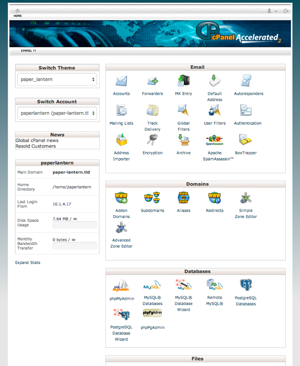 HOME
cPanel Accelerated
CPANEL 11
Switch Theme
paper_lantern
Switch Account
paperlantern (paper-lantern.tld
News
Global cPanel news
Resold Customers
paperlantern
Main Domain paper-lantern.tld
Home Directory /home/paperlantern
Last Login From 10.1.4.17
Disk Space Usage 7.64 MB / ∞
Monthly Bandwidth Transfer 0 bytes / ∞
Expand Stats
Email
Accounts Forwarders MX Entry Default Address Autoresponders
Mailing Lists Track Delivery Global Filters User Filters Authentication
Address Importer Encryption Archive Apache SpamAssassin™ BoxTrapper
Domains
Addon Domains Subdomains Aliases Redirects Simple Zone Editor
Advanced Zone Editor
Databases
phpMyAdmin MySQL® Databases MySQL® Database Wizard Remote MySQL® PostgreSQL Databases
PostgreSQL Database Wizard phpPgAdmin
Files